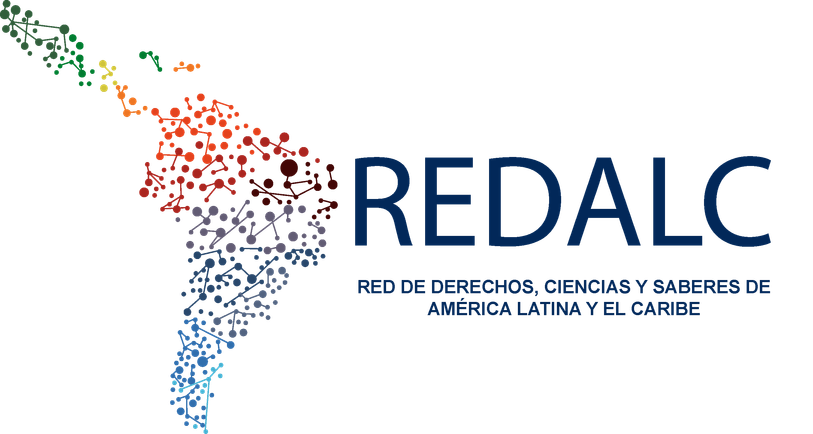 REDALC
RED DE DERECHOS, CIENCIAS Y SABERES DE
AMÉRICA LATINA Y EL CARIBE